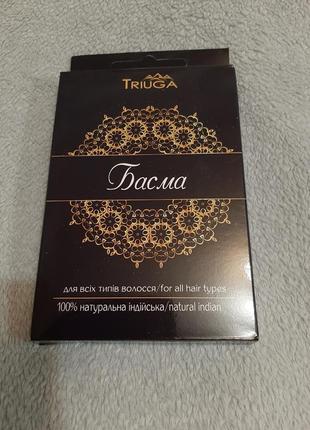 TRIUGA
Басма
для всіх типів волосся/for all hair types
100% натуральна індійська/natural indian